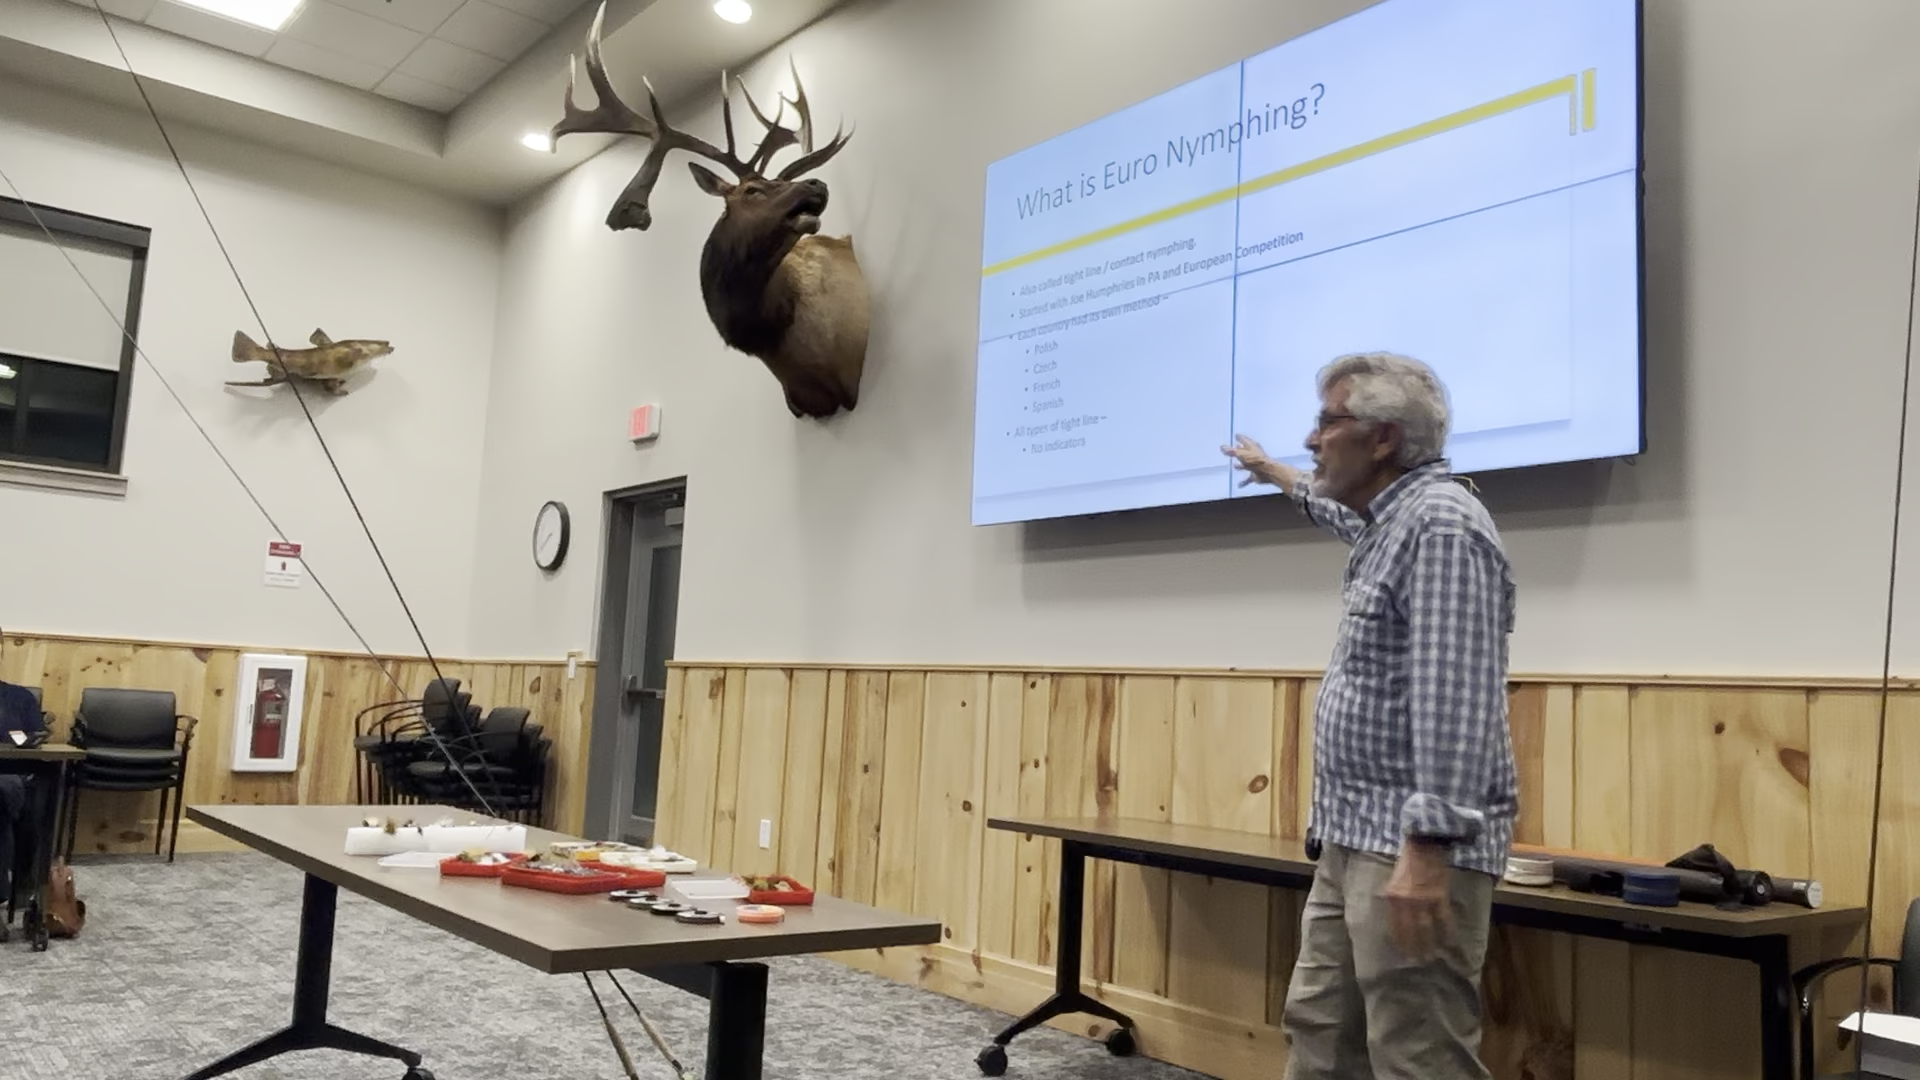 What is Euro Nymphing?
• Also called tight line / contact nymphing.
• Started with Joe Humphries in PA and European Competition
• Each country had its own method –
• Polish
• Czech
• French
• Spanish
• All types of tight line –
• No indicators